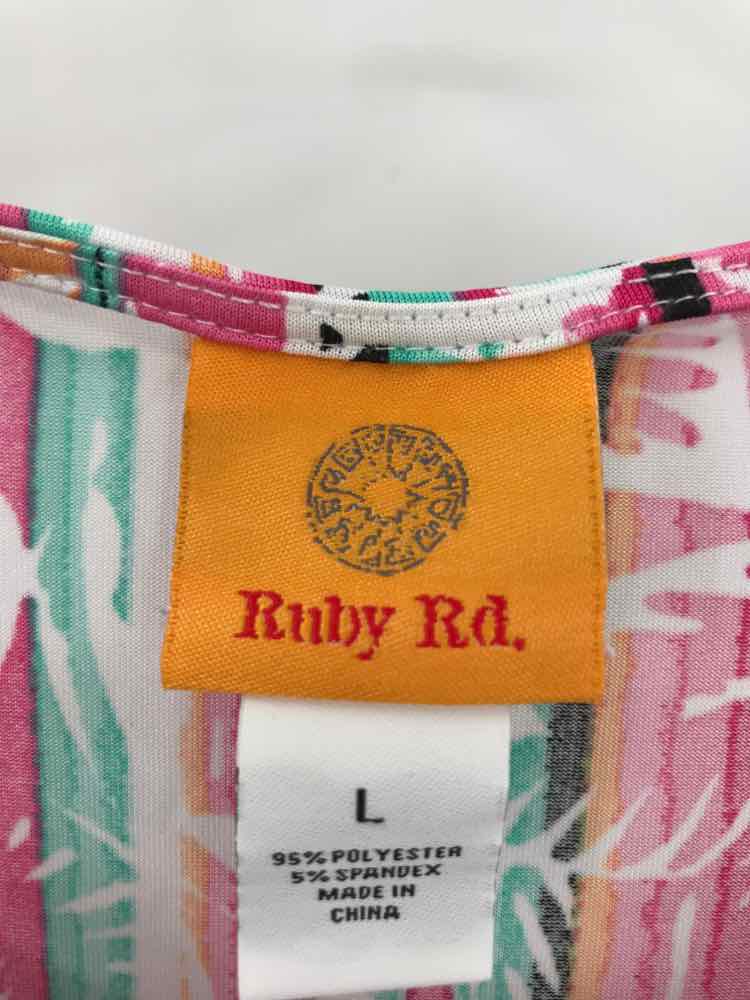 Ruby Rd.
L
95% POLYESTER
5% SPANDEX
MADE IN
CHINA